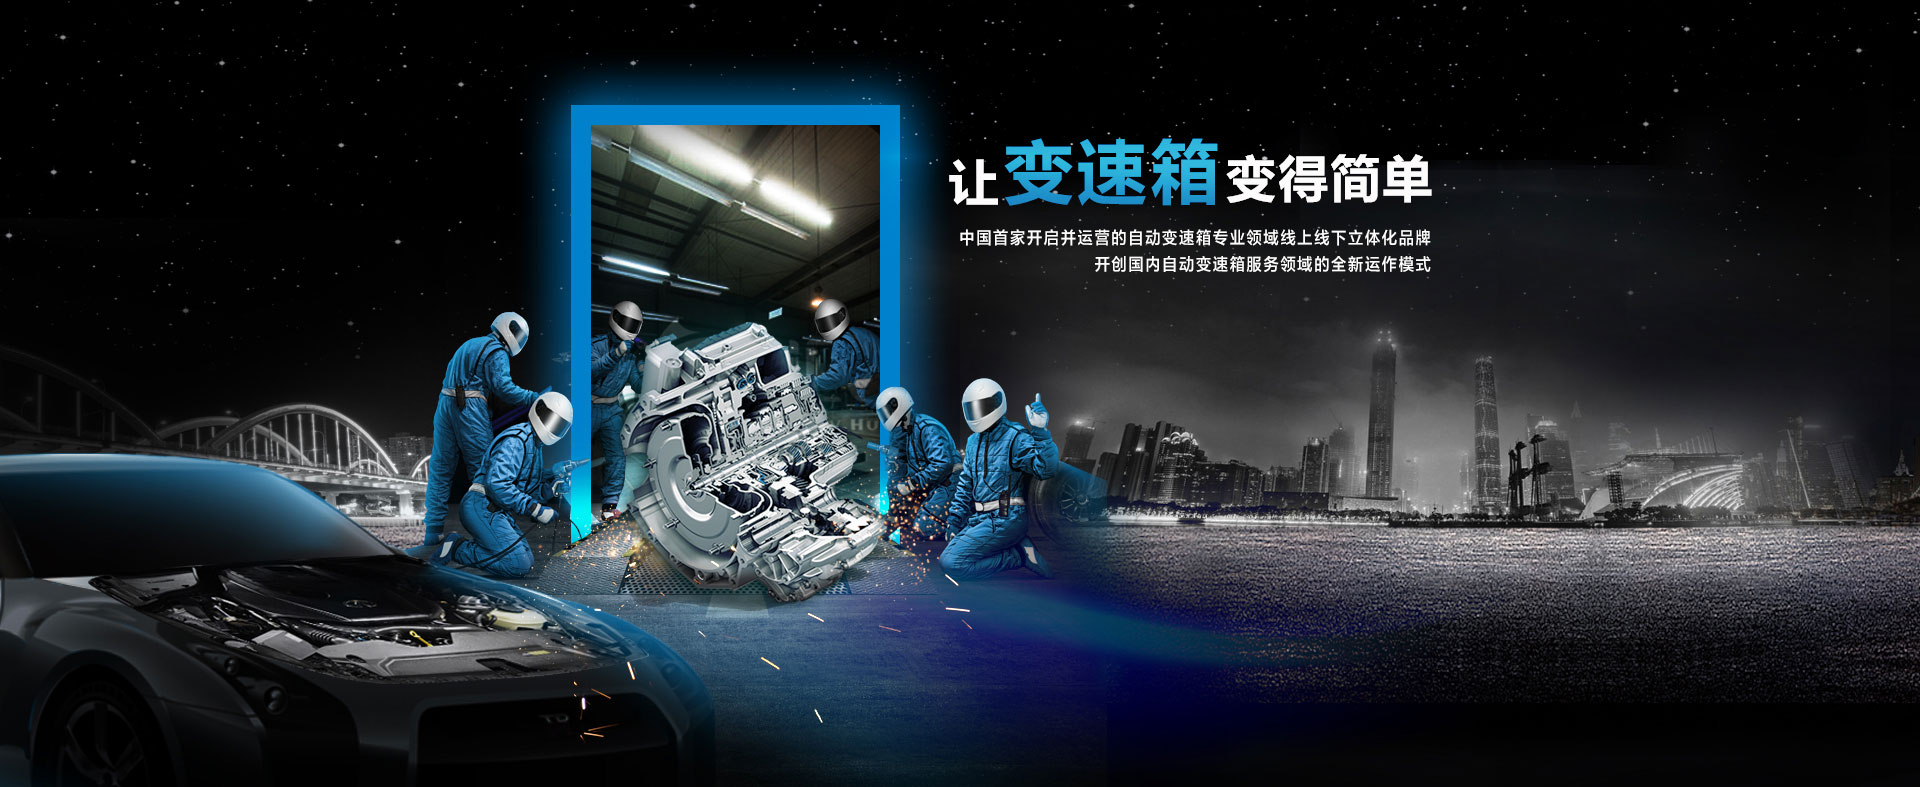 让变速箱变得简单
中国首家开启并运营的自动变速箱专业领域线上线下立体化品牌
开创国内自动变速箱服务领域的全新运作模式
HU